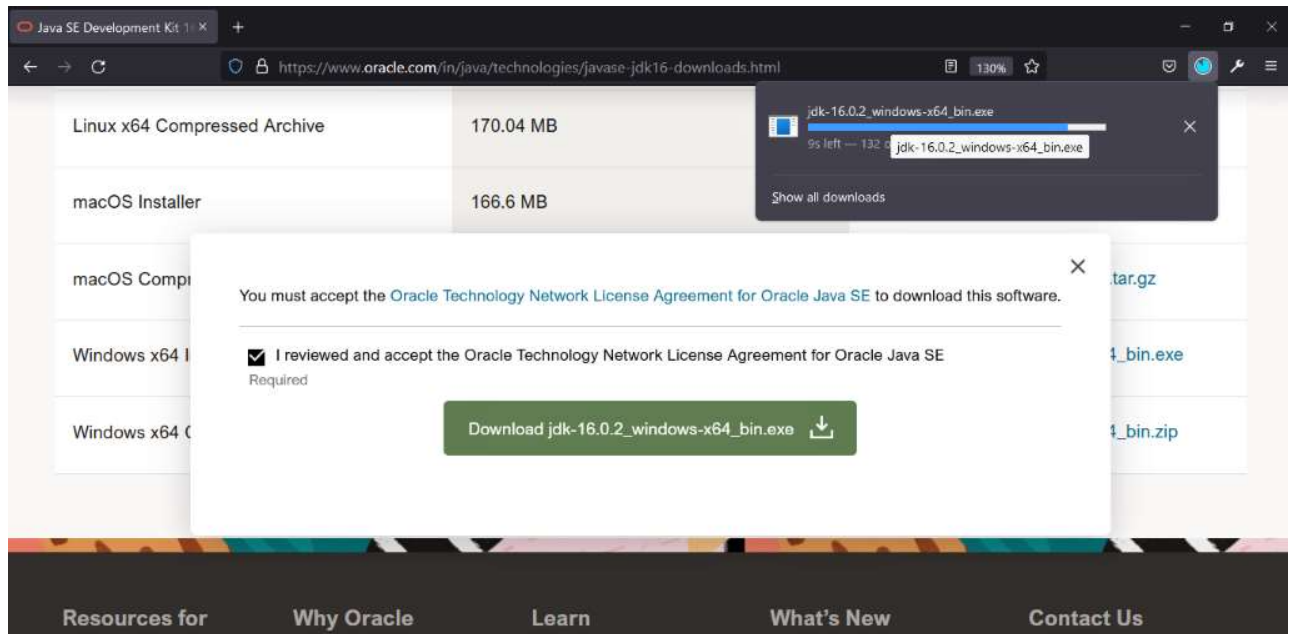 Java SE Development Kit 1
https://www.oracle.com/in/java/technologies/javase-jdk16-downloads.html
130%
jdk-16.0.2_windows-x64_bin.exe
9s left — 132
jdk-16.0.2_windows-x64_bin.exe
Show all downloads
Linux x64 Compressed Archive 170.04 MB
macOS Installer 166.6 MB
macOS Comp .tar.gz
You must accept the Oracle Technology Network License Agreement for Oracle Java SE to download this software.
Windows x64 I 4_bin.exe
I reviewed and accept the Oracle Technology Network License Agreement for Oracle Java SE
Required
Download jdk-16.0.2_windows-x64_bin.exe
Windows x64 4_bin.zip
Resources for Why Oracle Learn What's New Contact Us